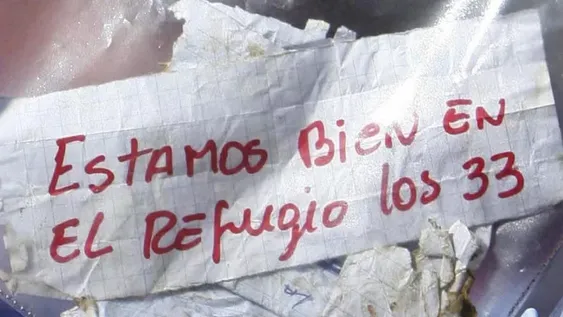 ESTAMOS BiEN EN
EL REfugio los 33